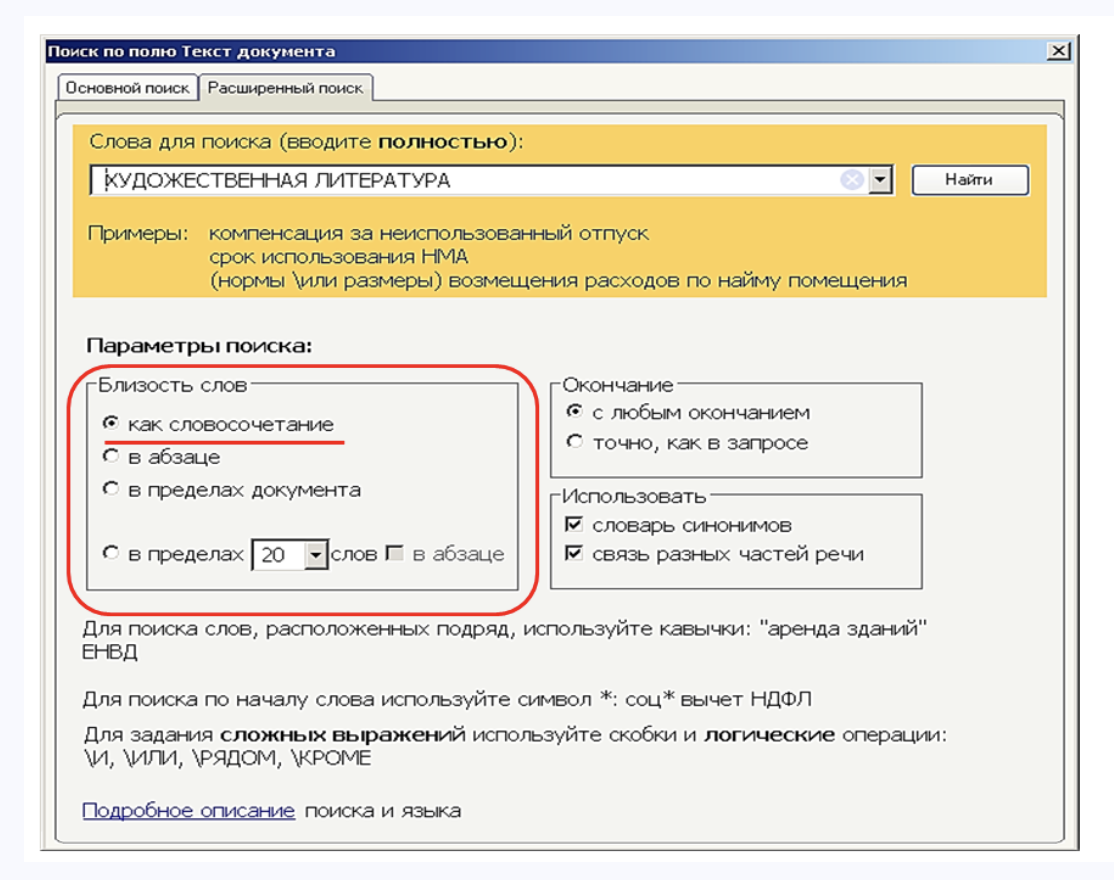 Поиск по полю Текст документа
Основной поиск Расширенный поиск
Слова для поиска (вводите полностью):
ХУДОЖЕСТВЕННАЯ ЛИТЕРАТУРА Найти
Примеры: компенсация за неиспользованный отпуск
срок использования НМА
(нормы \или размеры) возмещения расходов по найму помещения
Параметры поиска:
Близость слов
как словосочетание
в абзаце
в пределах документа
в пределах 20 слов в абзаце
Окончание
с любым окончанием
точно, как в запросе
Использовать
словарь синонимов
связь разных частей речи
Для поиска слов, расположенных подряд, используйте кавычки: "аренда зданий"
ЕНВД
Для поиска по началу слова используйте символ *: соц* вычет НДФЛ
Для задания сложных выражений используйте скобки и логические операции:
\И, \ИЛИ, \РЯДОМ, \КРОМЕ
Подробное описание поиска и языка